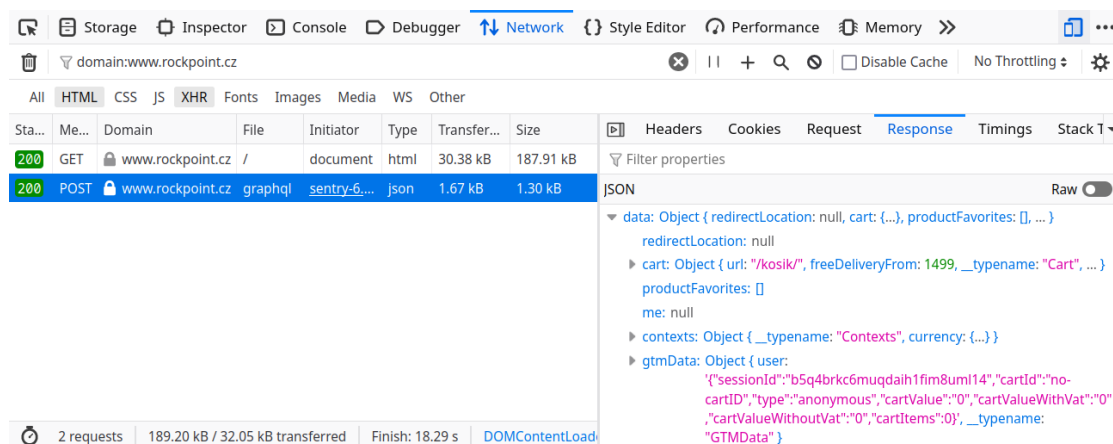 Storage Inspector Console Debugger Network {} Style Editor Performance Memory
domain:www.rockpoint.cz Disable Cache No Throttling
All HTML CSS JS XHR Fonts Images Media WS Other
Sta... Me... Domain File Initiator Type Transfer... Size
200 GET www.rockpoint.cz / document html 30.38 kB 187.91 kB
200 POST www.rockpoint.cz graphql sentry-6.... json 1.67 kB 1.30 kB
Headers Cookies Request Response Timings Stack T
Filter properties
JSON Raw
data: Object { redirectLocation: null, cart: {...}, productFavorites: [], ... }
redirectLocation: null
cart: Object { url: "/kosik/", freeDeliveryFrom: 1499, __typename: "Cart", ... }
productFavorites: []
me: null
contexts: Object { __typename: "Contexts", currency: {...} }
gtmData: Object { user:
'{"sessionId":"b5q4brkc6muqdaih1fim8uml14","cartId":"no-
cartID","type":"anonymous","cartValue":"0","cartValueWithVat":"0"
,"cartValueWithoutVat":"0","cartItems":0}', __typename:
"GTMData" }
2 requests 189.20 kB / 32.05 kB transferred Finish: 18.29 s DOMContentLoad